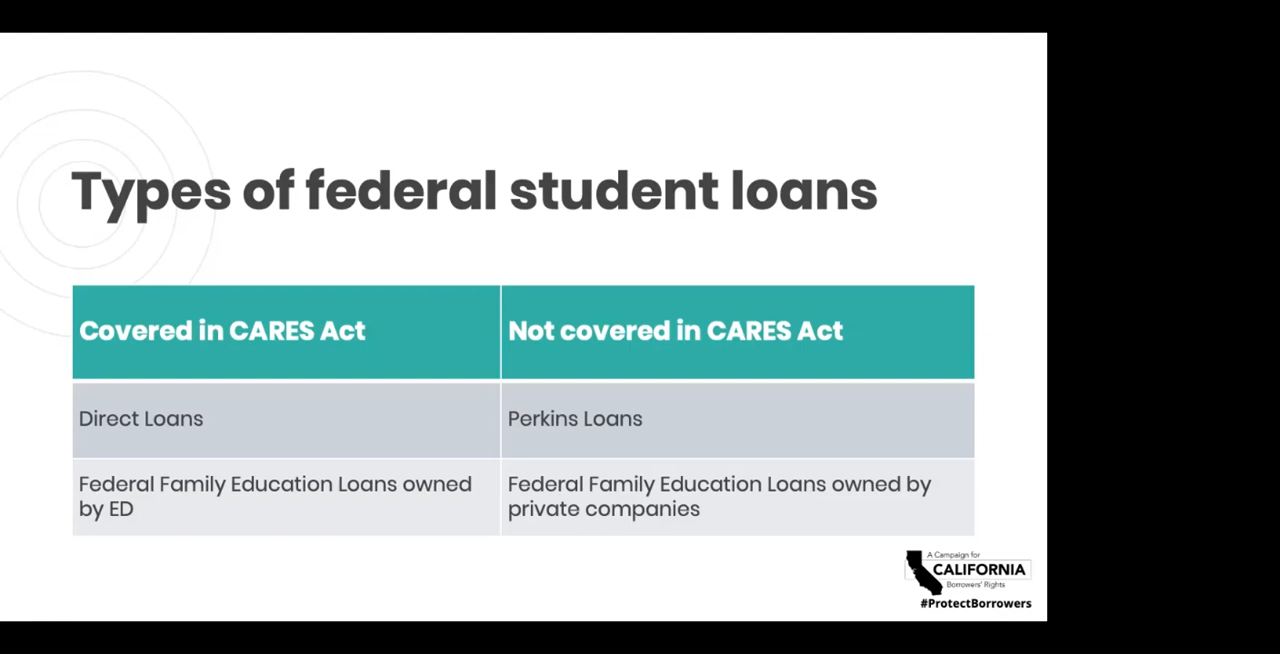 Types of federal student loans
Covered in CARES Act
Not covered in CARES Act
Direct Loans
Perkins Loans
Federal Family Education Loans owned
by ED
Federal Family Education Loans owned by
private companies
A Campaign for
CALIFORNIA
Borrowers' Rights
#ProtectBorrowers